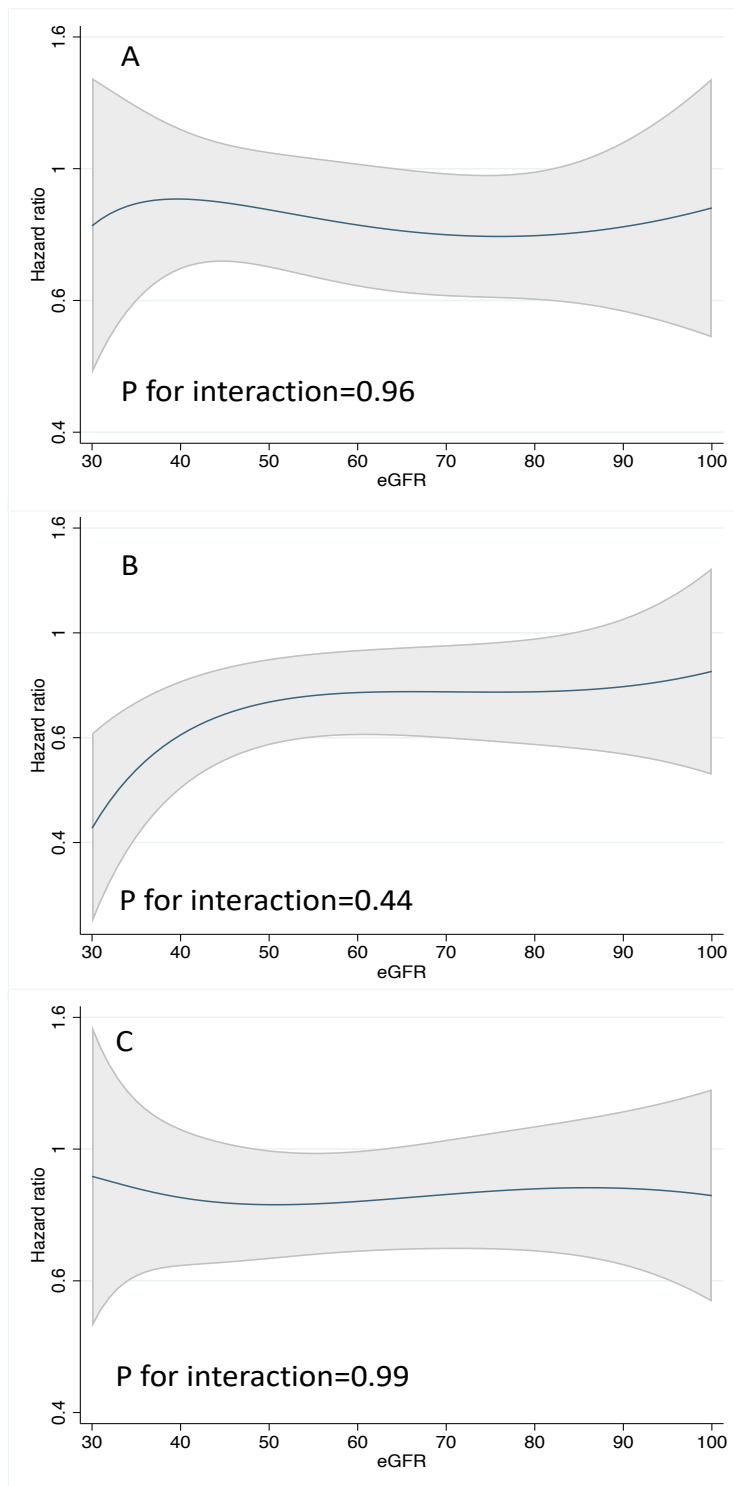 A
Hazard ratio
1.6
1
0.6
0.4
P for interaction=0.96
30 40 50 60 70 80 90 100
eGFR
B
Hazard ratio
1.6
1
0.6
0.4
P for interaction=0.44
30 40 50 60 70 80 90 100
eGFR
C
Hazard ratio
1.6
1
0.6
0.4
P for interaction=0.99
30 40 50 60 70 80 90 100
eGFR